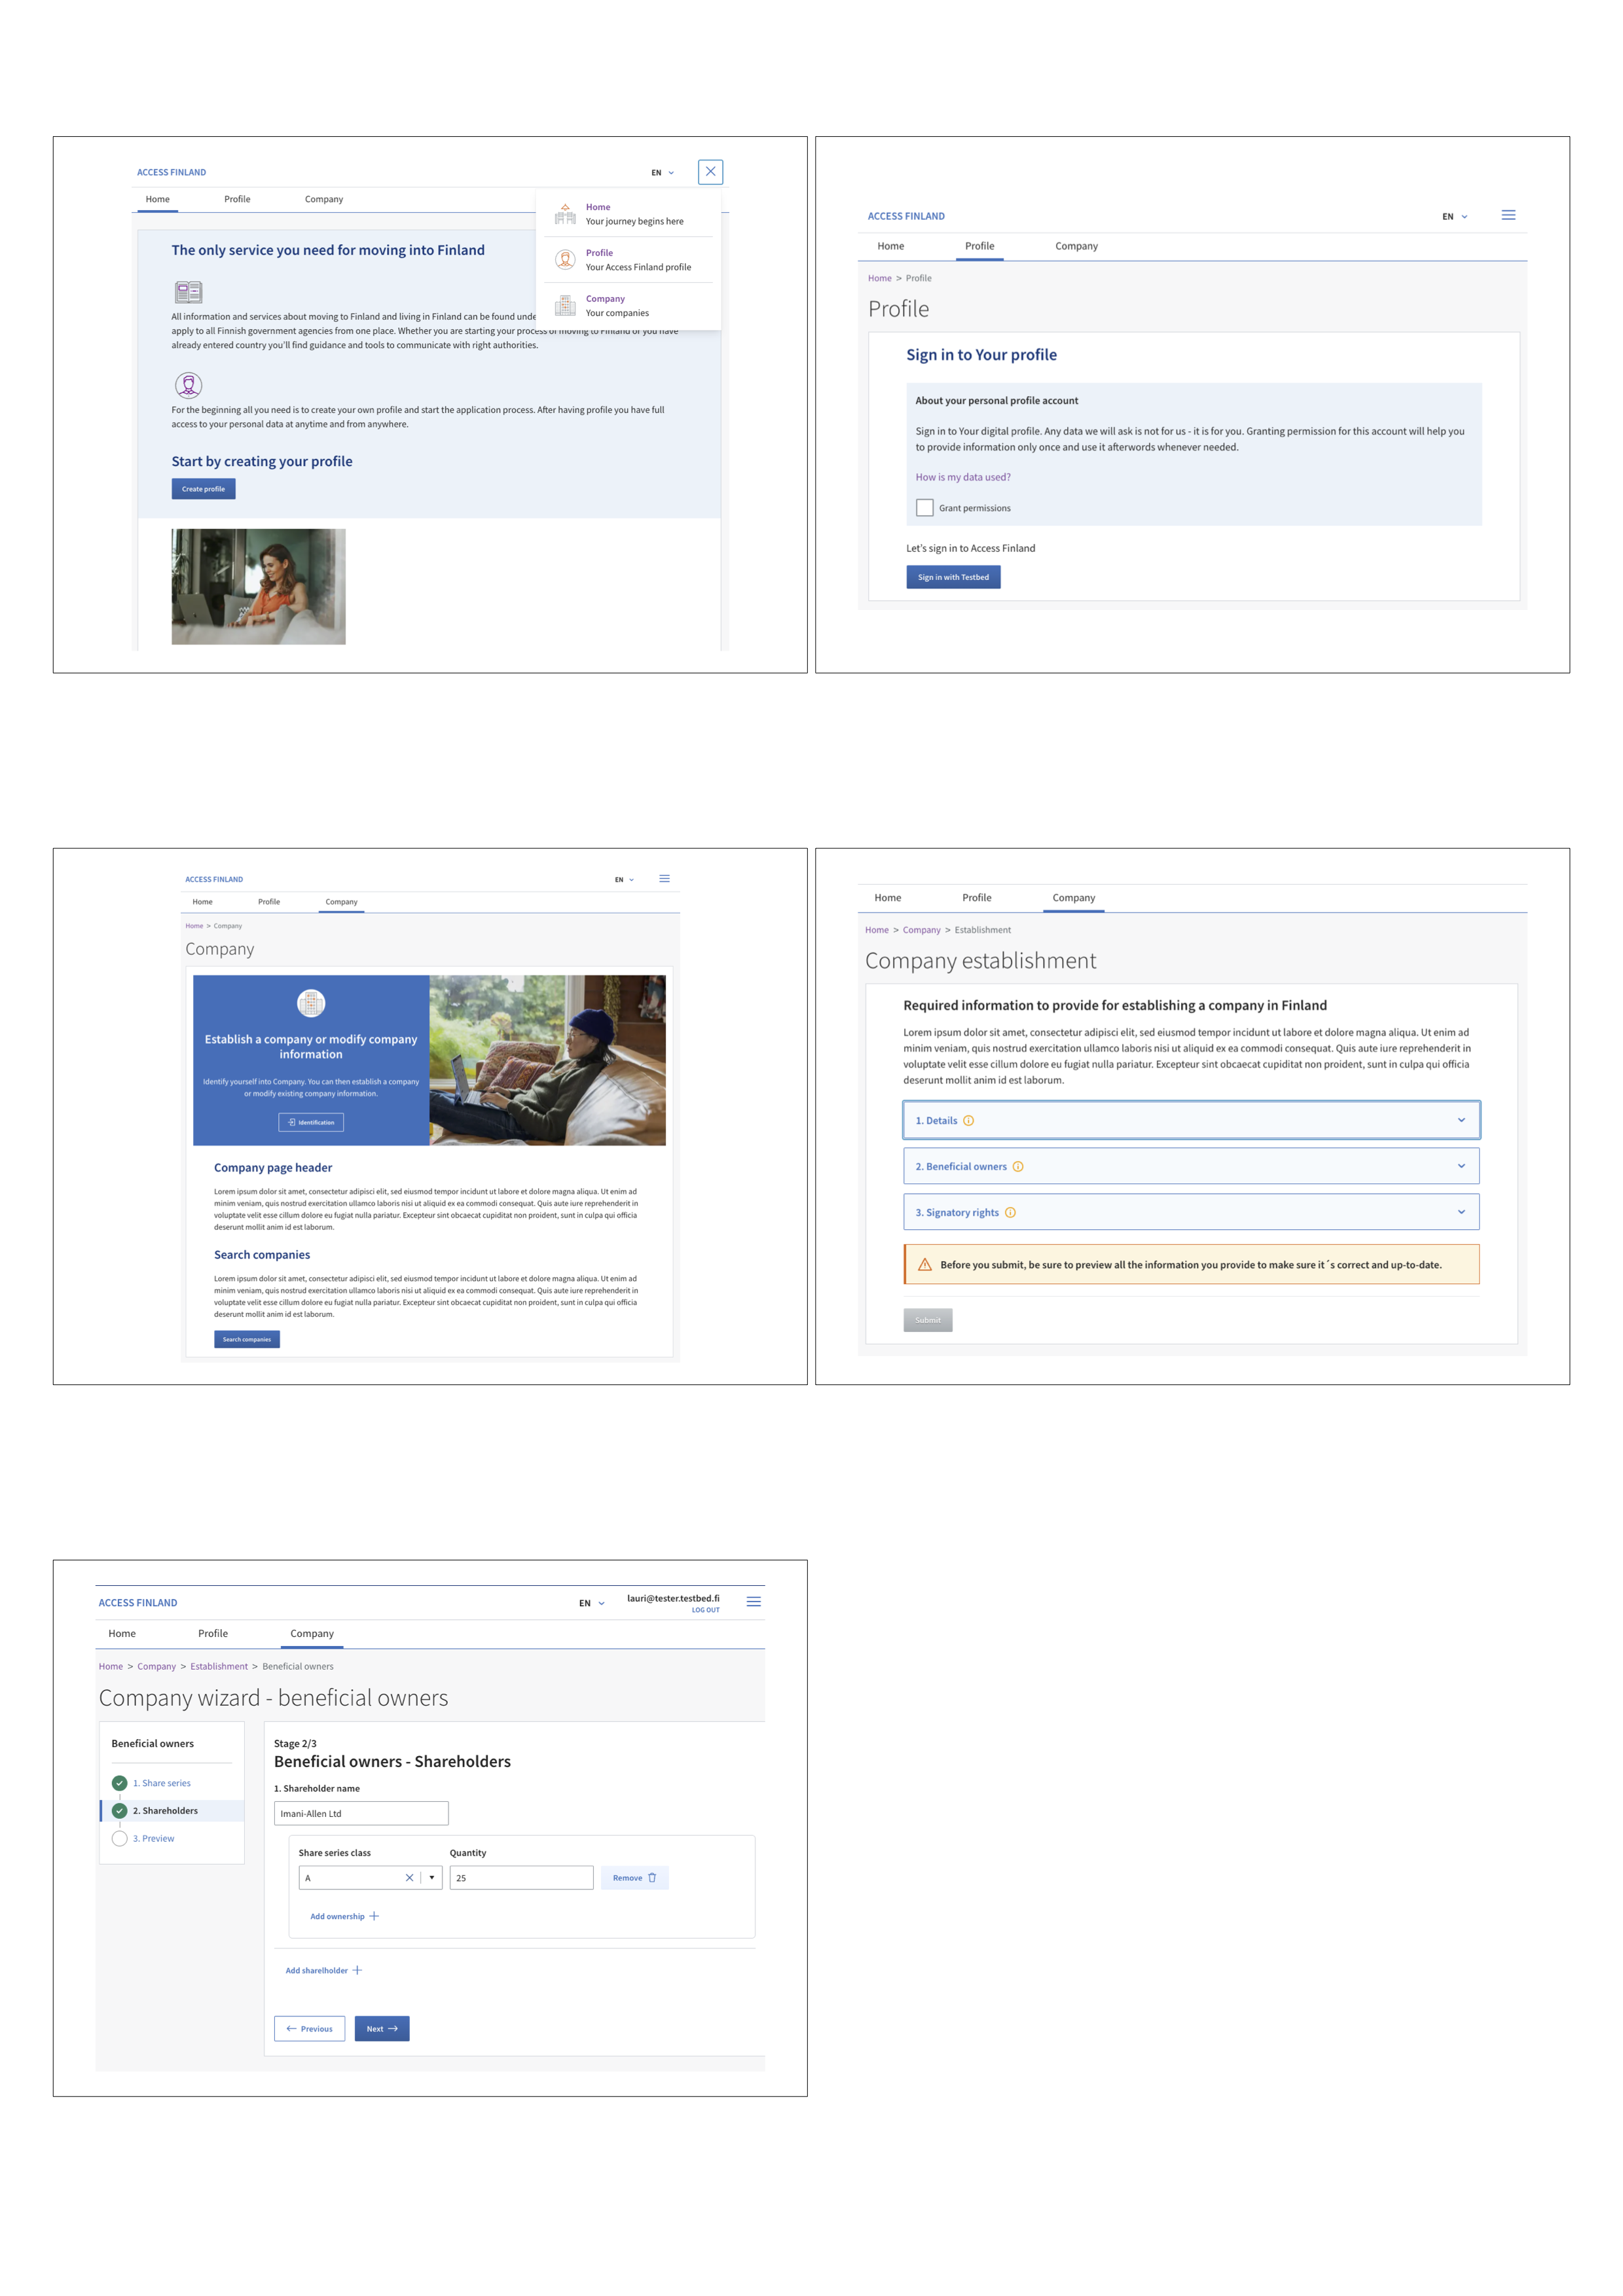 ACCESS FINLAND
EN
Home Profile Company
Home
Your journey begins here
Profile
Your Access Finland profile
Company
Your companies
The only service you need for moving into Finland
All information and services about moving to Finland and living in Finland can be found unde
apply to all Finnish government agencies from one place. Whether you are starting your process of moving to Finland or you have
already entered country you'll find guidance and tools to communicate with right authorities.
For the beginning all you need is to create your own profile and start the application process. After having profile you have full
access to your personal data at anytime and from anywhere.
Start by creating your profile
Create profile
ACCESS FINLAND
EN
Home Profile Company
Home > Profile
Profile
Sign in to Your profile
About your personal profile account
Sign in to Your digital profile. Any data we will ask is not for us - it is for you. Granting permission for this account will help you
to provide information only once and use it afterwords whenever needed.
How is my data used?
Grant permissions
Let's sign in to Access Finland
Sign in with Testbed
ACCESS FINLAND
EN
Home Profile Company
Home > Company
Company
Establish a company or modify company
information
Identify yourself into Company. You can then establish a company
or modify existing company information.
Identification
Company page header
Lorem ipsum dolor sit amet, consectetur adipisci elit, sed eiusmod tempor incidunt ut labore et dolore magna aliqua. Ut enim ad
minim veniam, quis nostrud exercitation ullamco laboris nisi ut aliquid ex ea commodi consequat. Quis aute iure reprehenderit in
voluptate velit esse cillum dolore eu fugiat nulla pariatur. Excepteur sint obcaecat cupiditat non proident, sunt in culpa qui officia
deserunt mollit anim id est laborum.
Search companies
Lorem ipsum dolor sit amet, consectetur adipisci elit, sed eiusmod tempor incidunt ut labore et dolore magna aliqua. Ut enim ad
minim veniam, quis nostrud exercitation ullamco laboris nisi ut aliquid ex ea commodi consequat. Quis aute iure reprehenderit in
voluptate velit esse cillum dolore eu fugiat nulla pariatur. Excepteur sint obcaecat cupiditat non proident, sunt in culpa qui officia
deserunt mollit anim id est laborum.
Search companies
Home Profile Company
Home > Company > Establishment
Company establishment
Required information to provide for establishing a company in Finland
Lorem ipsum dolor sit amet, consectetur adipisci elit, sed eiusmod tempor incidunt ut labore et dolore magna aliqua. Ut enim ad
minim veniam, quis nostrud exercitation ullamco laboris nisi ut aliquid ex ea commodi consequat. Quis aute iure reprehenderit in
voluptate velit esse cillum dolore eu fugiat nulla pariatur. Excepteur sint obcaecat cupiditat non proident, sunt in culpa qui officia
deserunt mollit anim id est laborum.
1. Details
2. Beneficial owners
3. Signatory rights
Before you submit, be sure to preview all the information you provide to make sure it´s correct and up-to-date.
Submit
ACCESS FINLAND
EN
lauri@tester.testbed.fi
LOG OUT
Home Profile Company
Home > Company > Establishment > Beneficial owners
Company wizard - beneficial owners
Beneficial owners
1. Share series
2. Shareholders
3. Preview
Stage 2/3
Beneficial owners - Shareholders
1. Shareholder name
Imani-Allen Ltd
Share series class Quantity
A 25 Remove
Add ownership
Add sharelholder
Previous Next